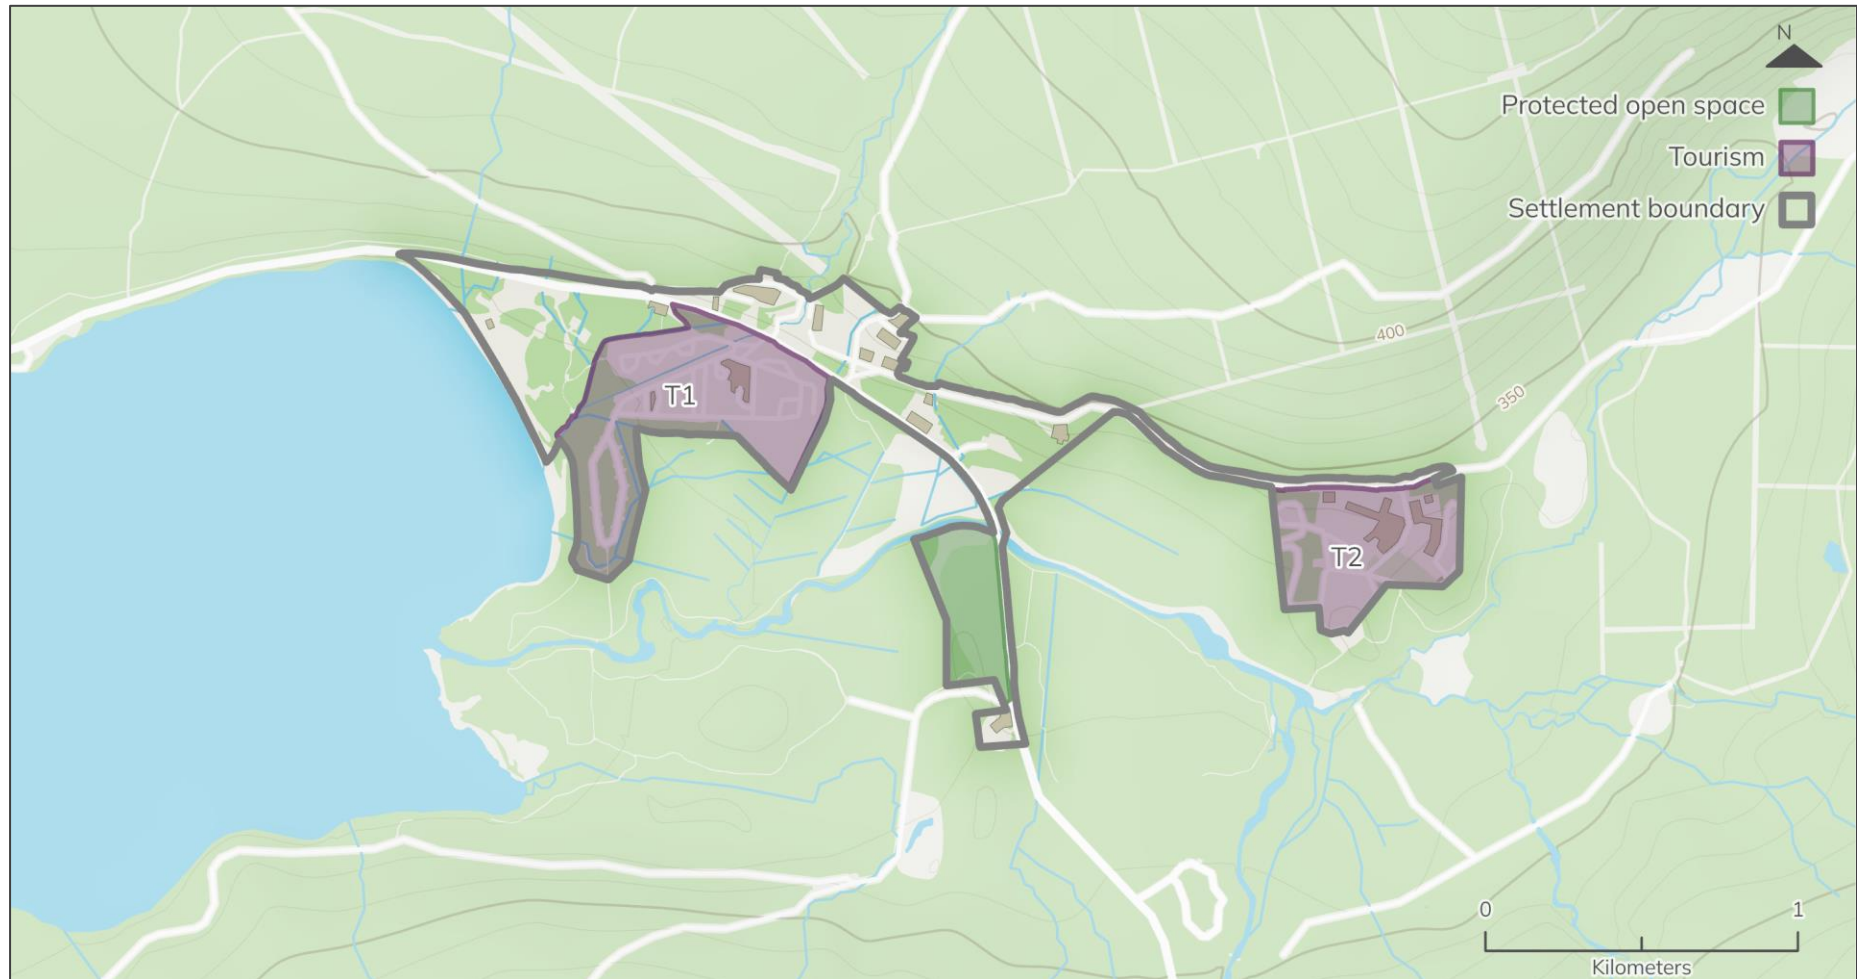 N
Protected open space
Tourism
Settlement boundary
400
T1
350
T2
0 1
Kilometers